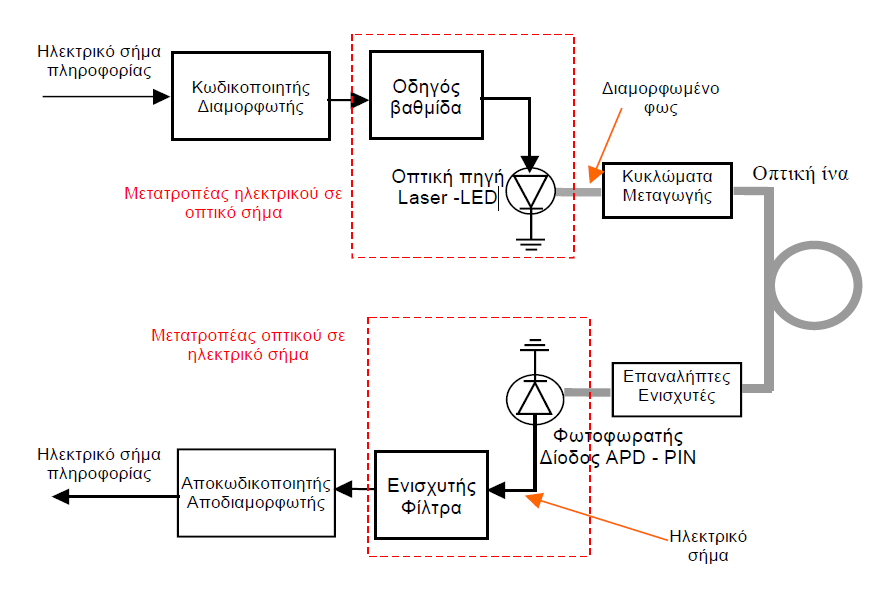 Ηλεκτρικό σήμα
πληροφορίας
Κωδικοποιητής
Διαμορφωτής
Οδηγός
βαθμίδα
Διαμορφωμένο
φως
Οπτική πηγή
Laser -LED
Μετατροπέας ηλεκτρικού σε
οπτικό σήμα
Κυκλώματα
Μεταγωγής
Οπτική ίνα
Μετατροπέας οπτικού σε
ηλεκτρικό σήμα
Επαναλήπτες
Ενισχυτές
Φωτοφωρατής
Δίοδος APD - PIN
Ηλεκτρικό σήμα
πληροφορίας
Αποκωδικοποιητής
Αποδιαμορφωτής
Ενισχυτής
Φίλτρα
Ηλεκτρικό
σήμα